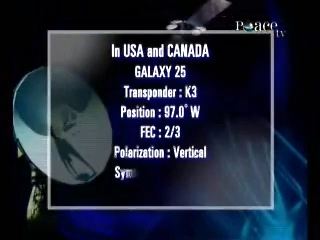 Peace tv
In USA and CANADA
GALAXY 25
Transponder : K3
Position : 97.0° W
FEC : 2/3
Polarization : Vertical